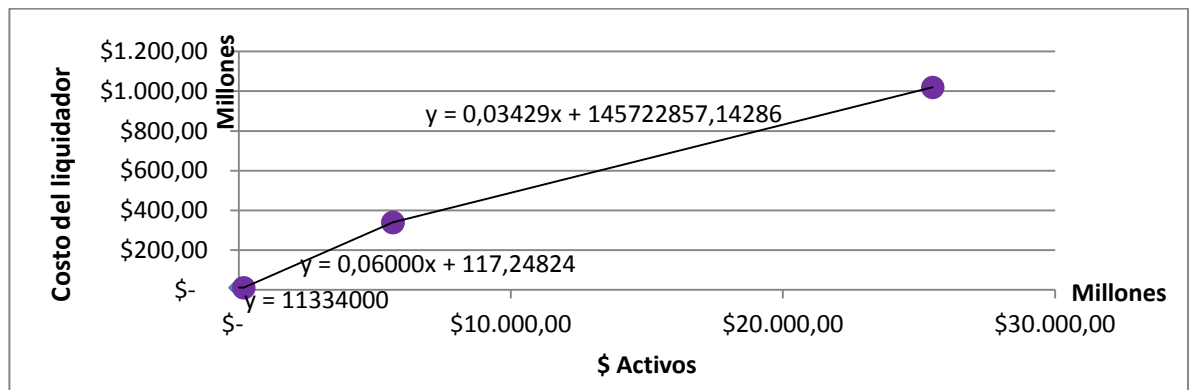 Costo del liquidador
Millones
$1.200,00
$1.000,00
$800,00
$600,00
$400,00
$200,00
$-
y = 0,03429x + 145722857,14286
y = 0,06000x + 117,24824
y = 11334000
$-
$10.000,00
$20.000,00
$30.000,00
Millones
$ Activos